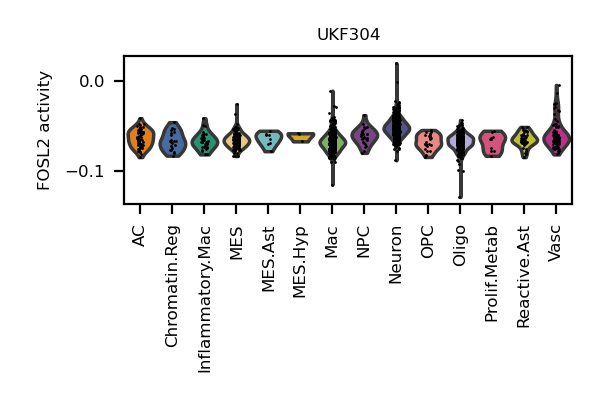 UKF304
FOSL2 activity
0.0
−0.1
AC
Chromatin.Reg
Inflammatory.Mac
MES
MES.Ast
MES.Hyp
Mac
NPC
Neuron
OPC
Oligo
Prolif.Metab
Reactive.Ast
Vasc